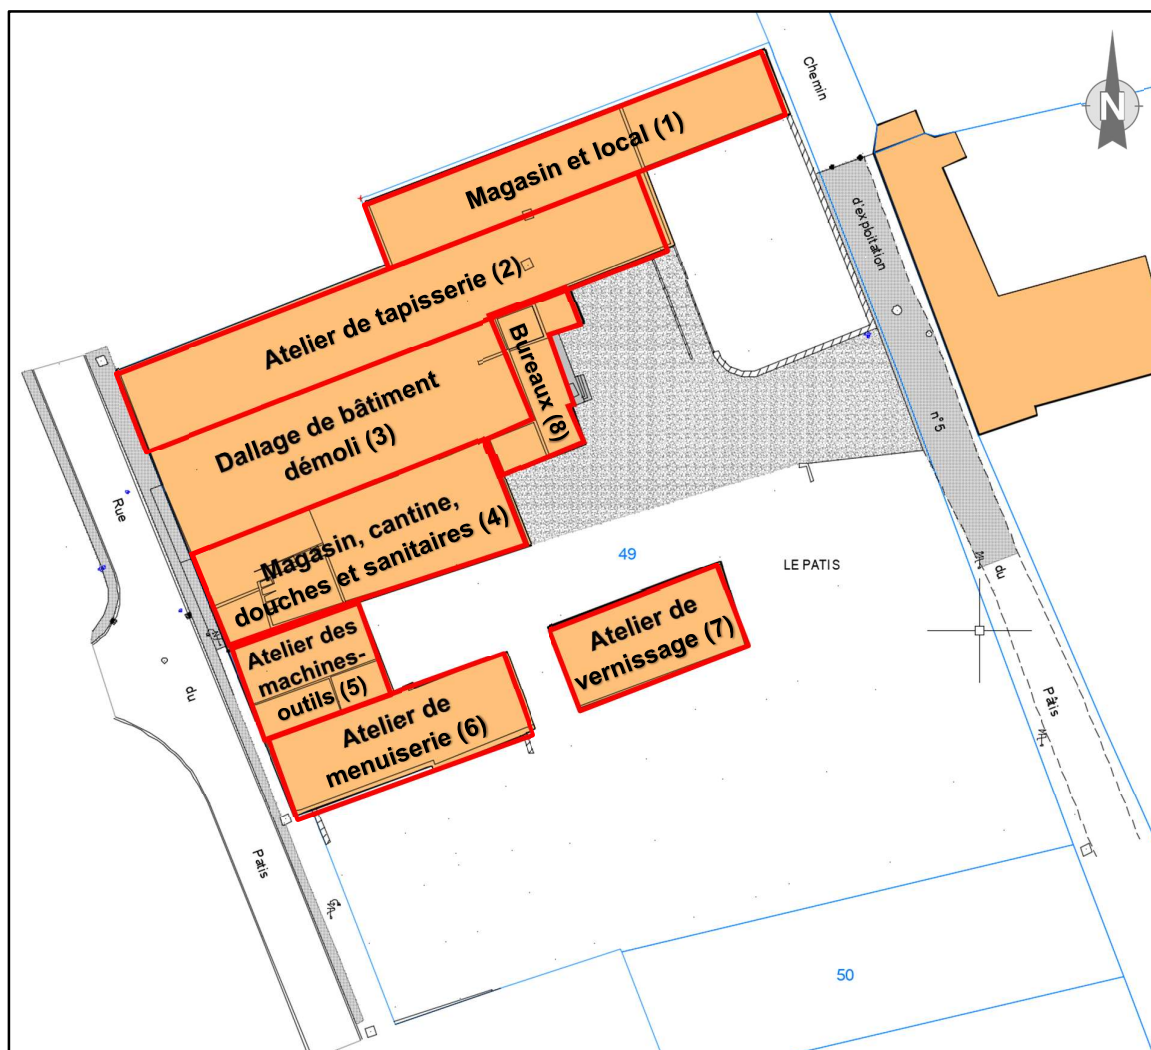 Chemin
N
Magasin et local (1)
d'exploitation
Atelier de tapisserie (2)
Bureaux (8)
Dallage de bâtiment
démoli (3)
n°5
Rue
Magasin, cantine,
douches et sanitaires (4)
49
LE PATIS
du
Atelier de
vernissage (7)
Atelier des
machines-
outils (5)
du
Pâtis
Atelier de
menuiserie (6)
Patis
50